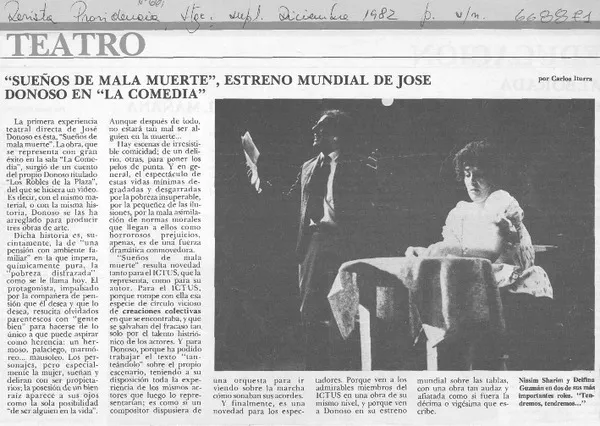 Revista Providencia, Stgo. supl. Diciembre 1982 p. s/n. 668871
TEATRO
“SUEÑOS DE MALA MUERTE”, ESTRENO MUNDIAL DE JOSE
DONOSO EN “LA COMEDIA”
por Carlos Iturra
La primera experiencia
teatral directa de José
Donoso es ésta, “Sueños de
mala muerte”. La obra, que
se representa con gran
éxito en la sala “La Come-
dia”, surgió de un cuento
del propio Donoso titulado
“Los Robles de la Plaza”,
del que se hiciera un video.
Es decir, con el mismo mate-
rial, o con la misma histo-
ria, Donoso se las ha
arreglado para producir
tres obras de arte.
Dicha historia es, su-
cintamente, la de “una
pensión con ambiente fa-
miliar” en la que impera,
químicamente pura, la
“pobreza disfrazada”
como se le llama hoy. El
protagonista, impulsado
por la compañera de pen-
sión que él desea y que lo
desea, resulta olvidados
parentescos con “gente
bien” para hacerse de lo
único a que puede aspirar
como herencia: un her-
moso, palaciego, marmó-
reo... mausoleo. Los per-
sonajes, pero especial-
mente la mujer, sueñan y
deliran con ser propieta-
rios; la posesión de un bien
raíz aparece a sus ojos
como la sola posibilidad
“de ser alguien en la vida”.
Aunque después de todo,
no estará tan mal ser al-
guien en la muerte...
Hay escenas de irresisti-
ble comicidad; de un deli-
rio, otras, para poner los
pelos de punta. Y en ge-
neral, el espectáculo de
estas vidas mínimas de-
gradadas y desgarradas
por la pobreza insuperable,
por la pequeñez de las ilu-
siones, por la mala asimila-
ción de normas morales
que llegan a ellos como
horrorosos prejuicios,
apenas, es de una fuerza
dramática conmovedora.
“Sueños de mala
muerte” resulta novedad
tanto para el ICTUS, que la
representa, como para su
autor. Para el ICTUS,
porque rompe con ella esa
especie de círculo vicioso
de creaciones colectivas
en que se encontraba, y que
se salvaban del fracaso tan
solo por el talento histrió-
nico de los actores. Y para
Donoso, porque ha podido
trabajar el texto “tan-
teándolo” sobre el propio
escenario, teniendo a su
disposición toda la expe-
riencia de los mismos ac-
tores que luego lo repre-
sentarían; es como si un
compositor dispusiera de
una orquesta para ir
viendo sobre la marcha
cómo sonaban sus acordes.
Y finalmente, es una
novedad para los espec-
tadores. Porque ven a los
admirables miembros del
ICTUS en una obra de su
mismo nivel, y porque ven
a Donoso en su estreno
mundial sobre las tablas,
con una obra tan audaz y
afiatada como si fuera la
décima o vigésima que es-
cribe.
Nissim Sharim y Delfina
Guzmán en dos de sus más
importantes roles. “Ten-
dremos, tendremos...”